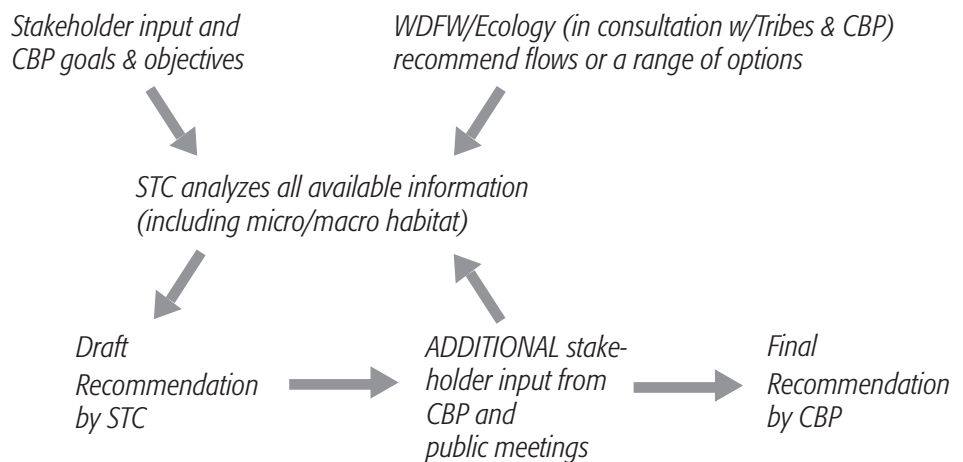 Stakeholder input and
CBP goals & objectives
WDFW/Ecology (in consultation w/Tribes & CBP)
recommend flows or a range of options
STC analyzes all available information
(including micro/macro habitat)
Draft
Recommendation
by STC
ADDITIONAL stake-
holder input from
CBP and
public meetings
Final
Recommendation
by CBP